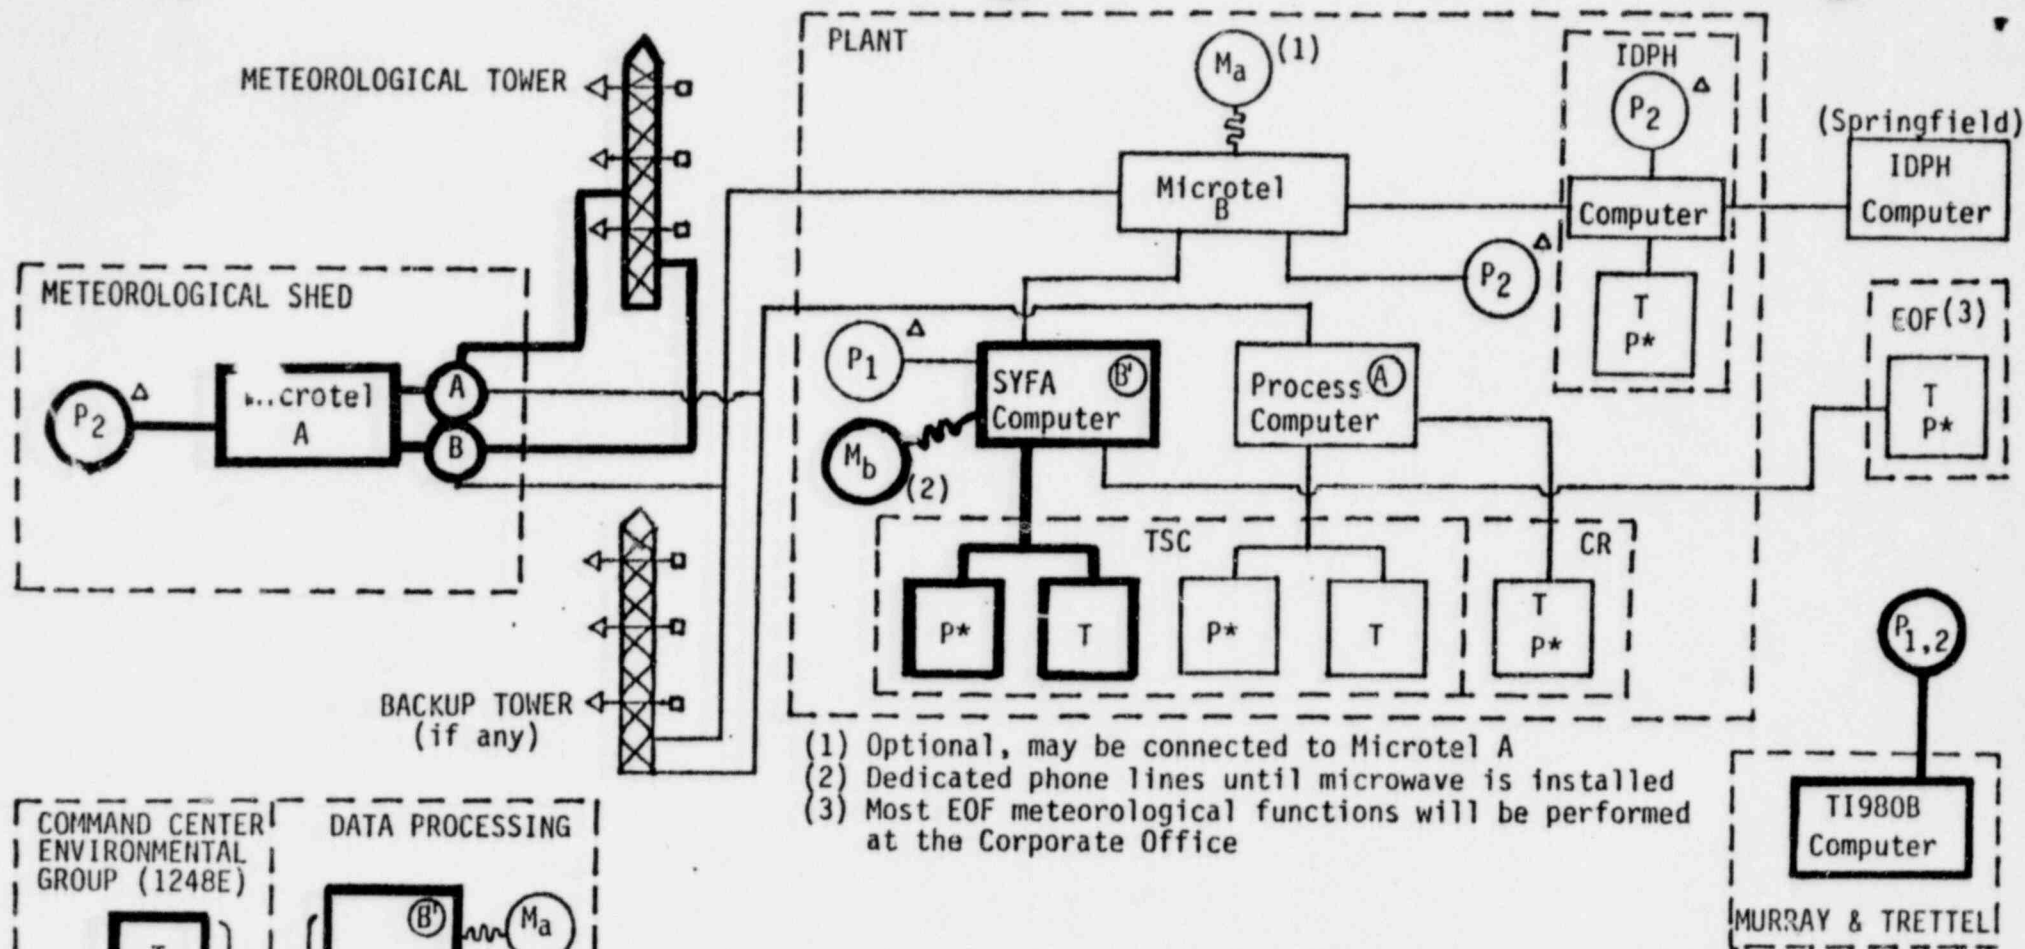 PLANT
Ma (1)
IDPH
P2 Δ
METEOROLOGICAL TOWER
(Springfield)
IDPH
Computer
Microtel
B
Computer
P2 Δ
T
P*
METEOROLOGICAL SHED
EOF(3)
T
P*
P1 Δ
SYFA B'
Computer
Process A
Computer
P2 Δ
crotel
A
A
B
Mb
(2)
TSC
CR
P*
T
P*
T
T
P*
P1,2
BACKUP TOWER
(if any)
(1) Optional, may be connected to Microtel A
(2) Dedicated phone lines until microwave is installed
(3) Most EOF meteorological functions will be performed
at the Corporate Office
TI980B
Computer
MURRAY & TRETTEL
COMMAND CENTER
ENVIRONMENTAL
GROUP (1248E)
DATA PROCESSING
B'
Ma